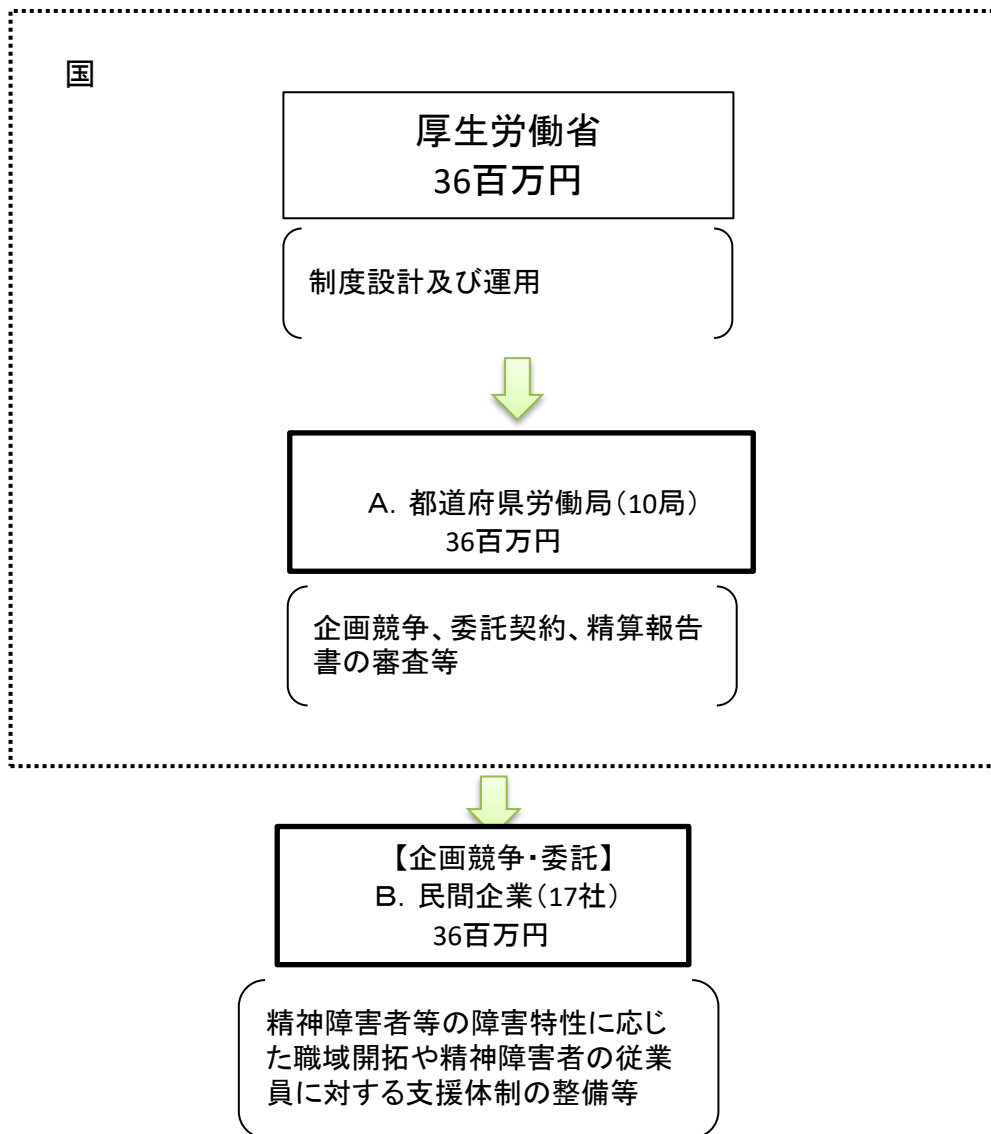 国
厚生労働省
36百万円
制度設計及び運用
A．都道府県労働局（10局）
36百万円
企画競争、委託契約、精算報告
書の審査等
【企画競争・委託】
B．民間企業（17社）
36百万円
精神障害者等の障害特性に応じ
た職域開拓や精神障害者の従業
員に対する支援体制の整備等